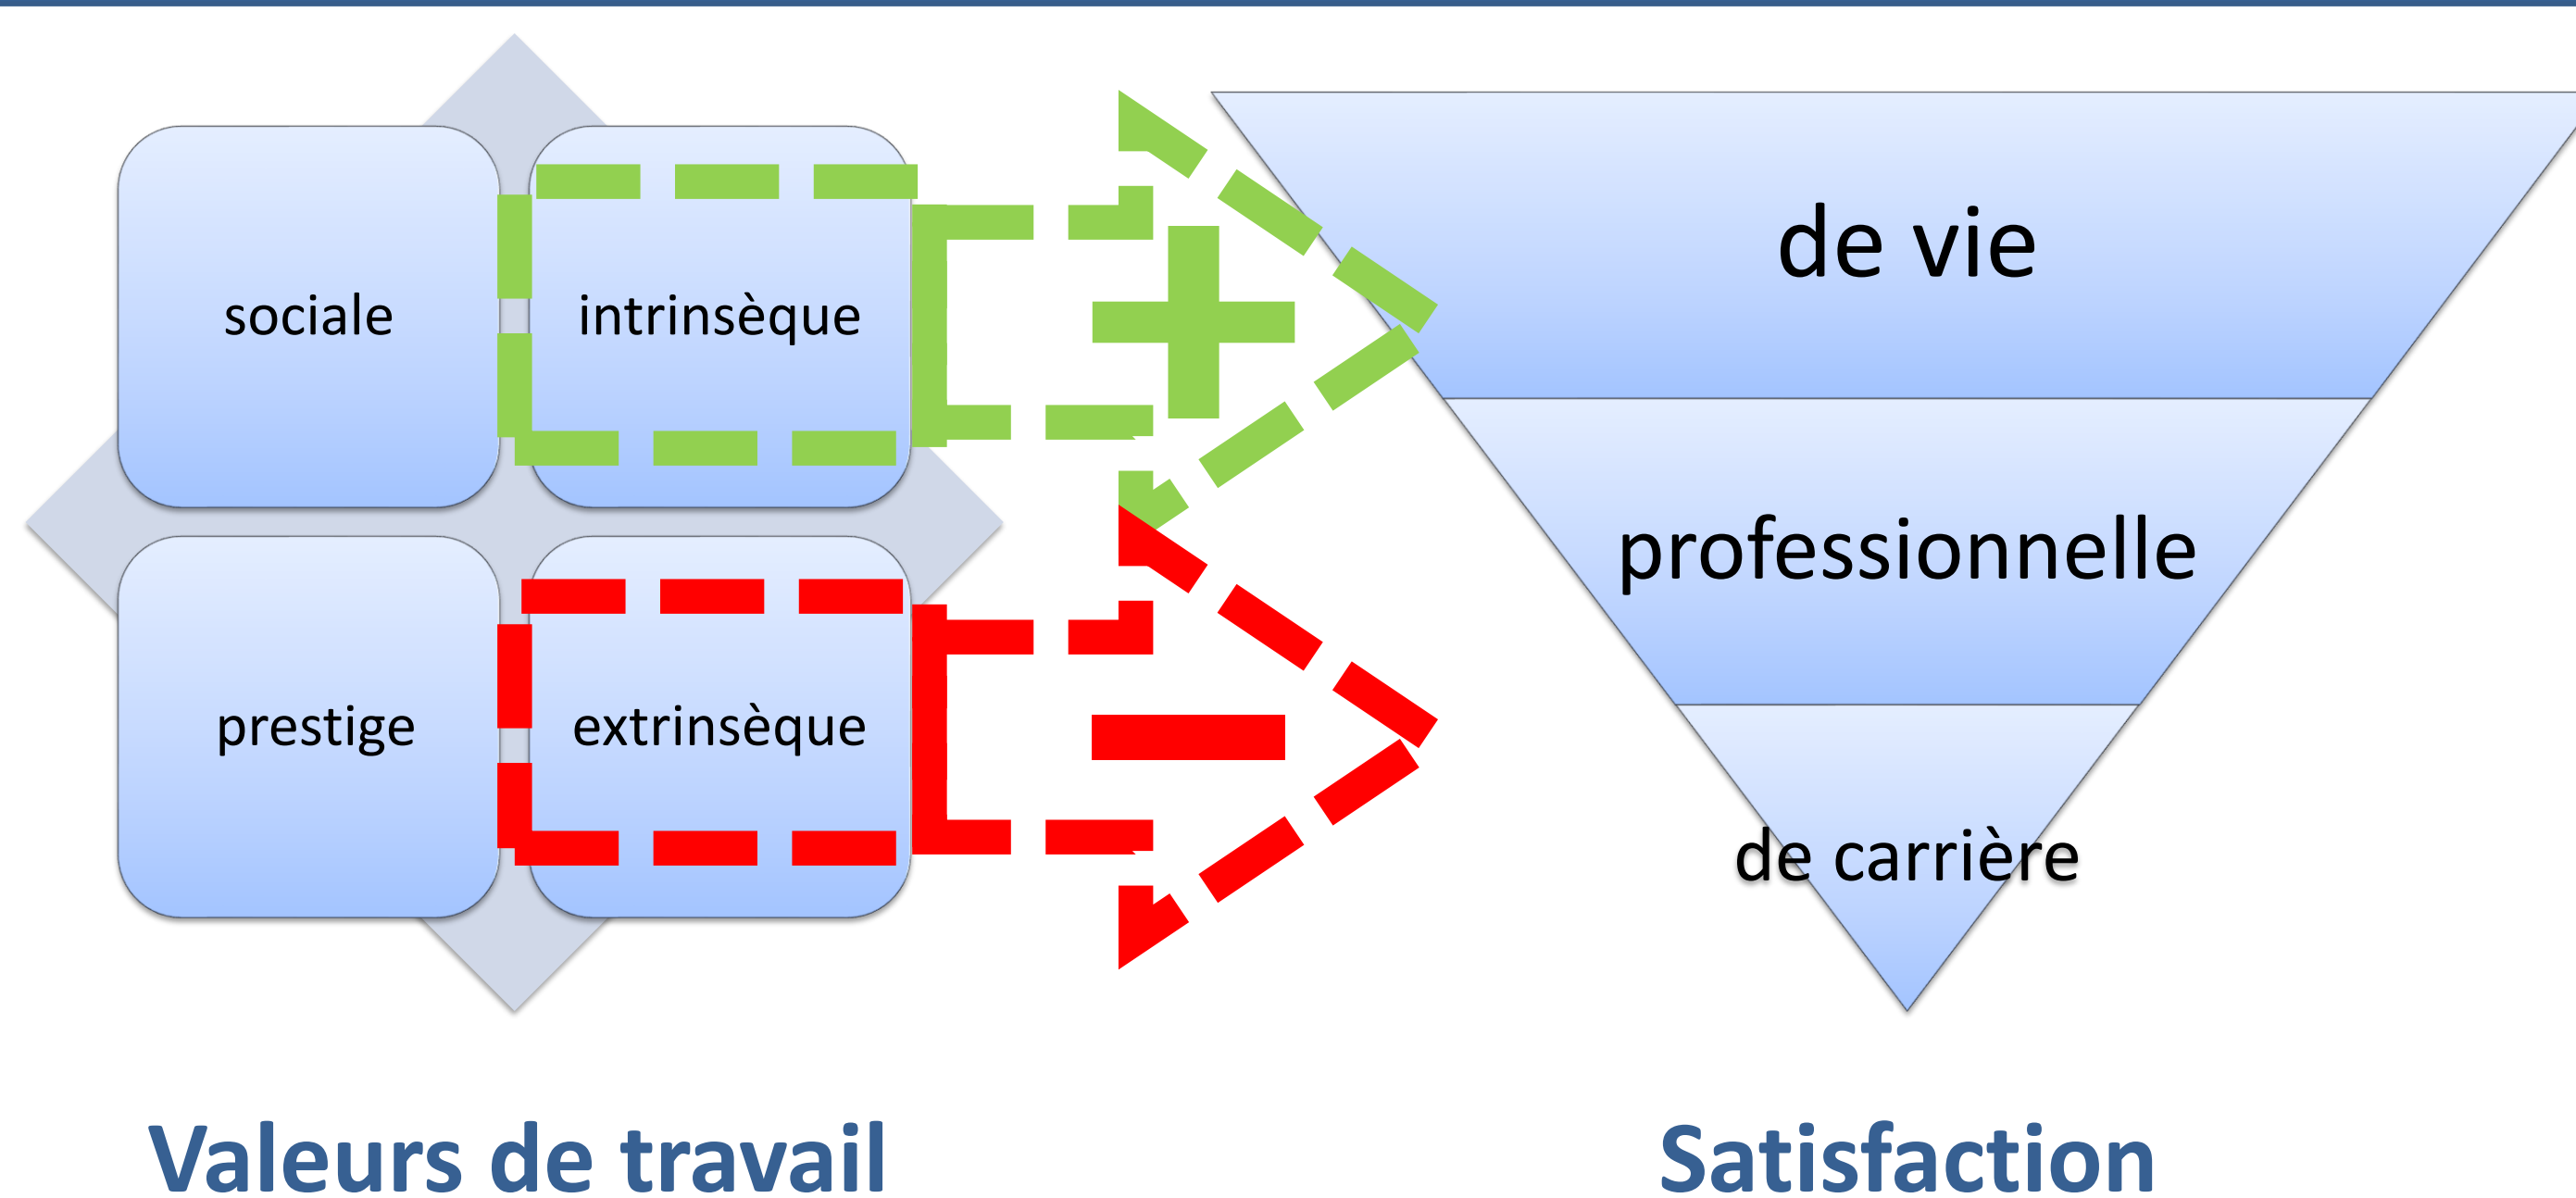 sociale
intrinsèque
prestige
extrinsèque
de vie
professionnelle
de carrière
Valeurs de travail
Satisfaction